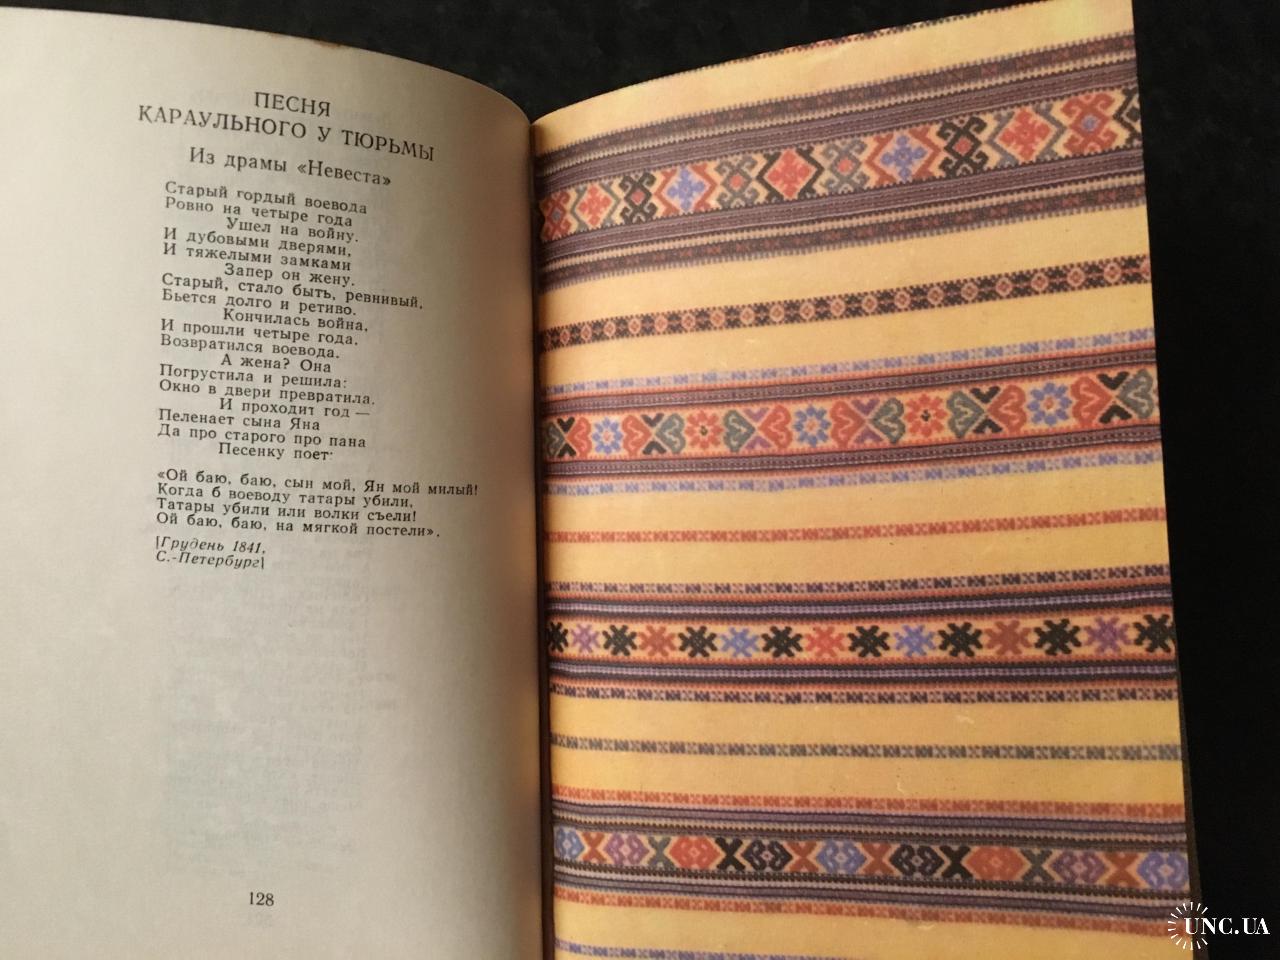 ПЕСНЯ
КАРАУЛЬНОГО У ТЮРЬМЫ
Из драмы «Невеста»
Старый гордый воевода
Ровно на четыре года
Ушел на войну.
И дубовыми дверями,
И тяжелыми замками
Запер он жену.
Старый, стало быть, ревнивый,
Бьется долго и ретиво.
Кончилась война,
И прошли четыре года,
Возвратился воевода.
А жена? Она
Погрустила и решила:
Окно в двери превратила.
И проходит год —
Пеленает сына Яна
Да про старого про пана
Песенку поет:
«Ой баю, баю, сын мой, Ян мой милый!
Когда б воеводу татары убили,
Татары убили или волки съели!
Ой баю, баю, на мягкой постели».
|Грудень 1841,
С.-Петербург|
128
UNC.UA